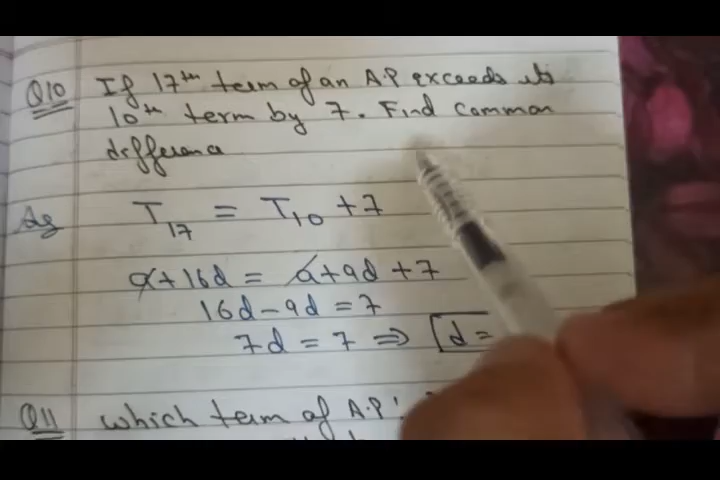 Q10 If 17th term of an A.P exceeds its
10th term by 7. Find common
difference
T17 = T10 + 7
a + 16d = a + 9d + 7
16d - 9d = 7
7d = 7 ⇒ d =
Q11 which term of A.P!